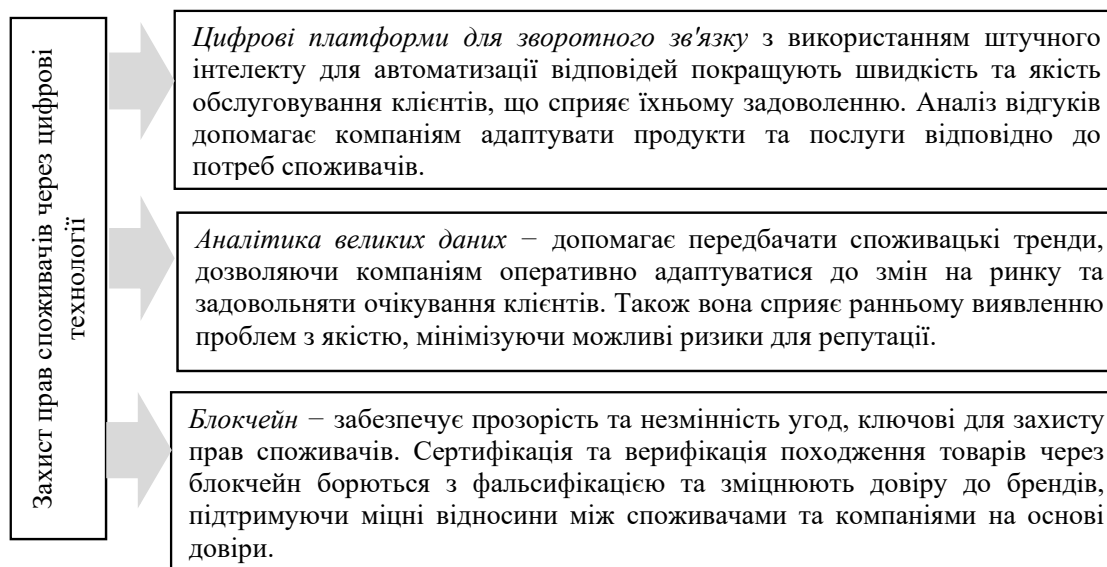 Захист прав споживачів через цифрові
технології
Цифрові платформи для зворотного зв'язку з використанням штучного
інтелекту для автоматизації відповідей покращують швидкість та якість
обслуговування клієнтів, що сприяє їхньому задоволенню. Аналіз відгуків
допомагає компаніям адаптувати продукти та послуги відповідно до
потреб споживачів.
Аналітика великих даних − допомагає передбачати споживацькі тренди,
дозволяючи компаніям оперативно адаптуватися до змін на ринку та
задовольняти очікування клієнтів. Також вона сприяє ранньому виявленню
проблем з якістю, мінімізуючи можливі ризики для репутації.
Блокчейн − забезпечує прозорість та незмінність угод, ключові для захисту
прав споживачів. Сертифікація та верифікація походження товарів через
блокчейн борються з фальсифікацією та зміцнюють довіру до брендів,
підтримуючи міцні відносини між споживачами та компаніями на основі
довіри.